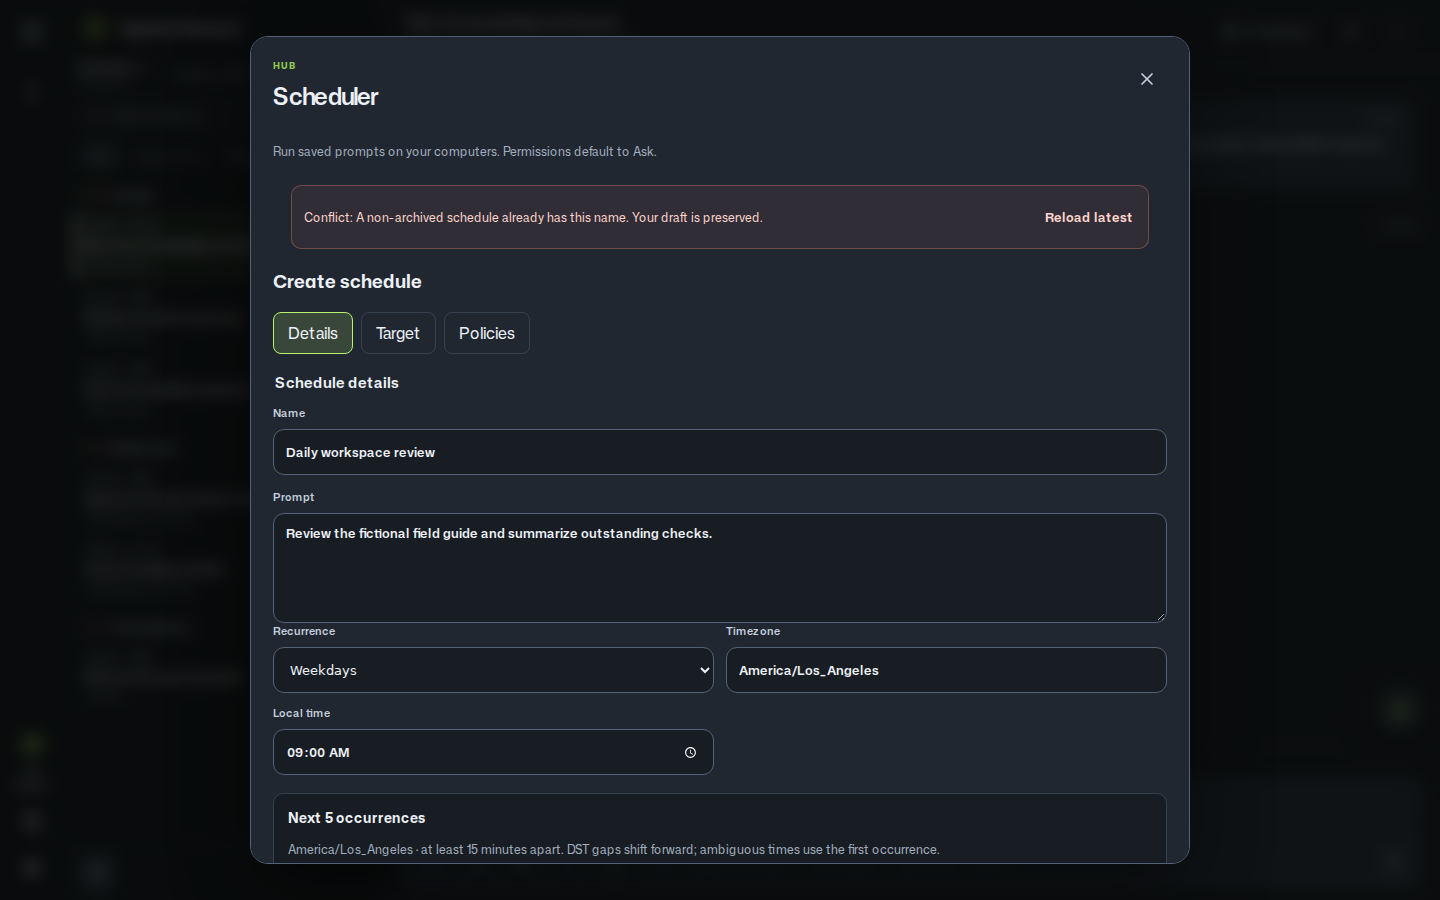 HUB
Scheduler
Run saved prompts on your computers. Permissions default to Ask.
Conflict: A non-archived schedule already has this name. Your draft is preserved.
Reload latest
Create schedule
Details
Target
Policies
Schedule details
Name
Daily workspace review
Prompt
Review the fictional field guide and summarize outstanding checks.
Recurrence
Timezone
Weekdays
America/Los_Angeles
Local time
09:00 AM
Next 5 occurrences
America/Los_Angeles · at least 15 minutes apart. DST gaps shift forward; ambiguous times use the first occurrence.